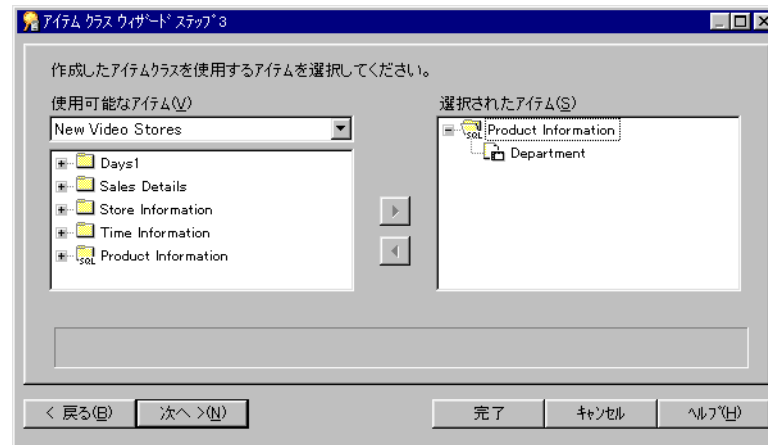 アイテム クラス ウィザード ステップ 3
作成したアイテムクラスを使用するアイテムを選択してください。
使用可能なアイテム(V)
選択されたアイテム(S)
New Video Stores
Days1
Sales Details
Store Information
Time Information
SQL Product Information
SQL Product Information
Department
< 戻る(B)
次へ >(N)
完了
キャンセル
ヘルプ(H)